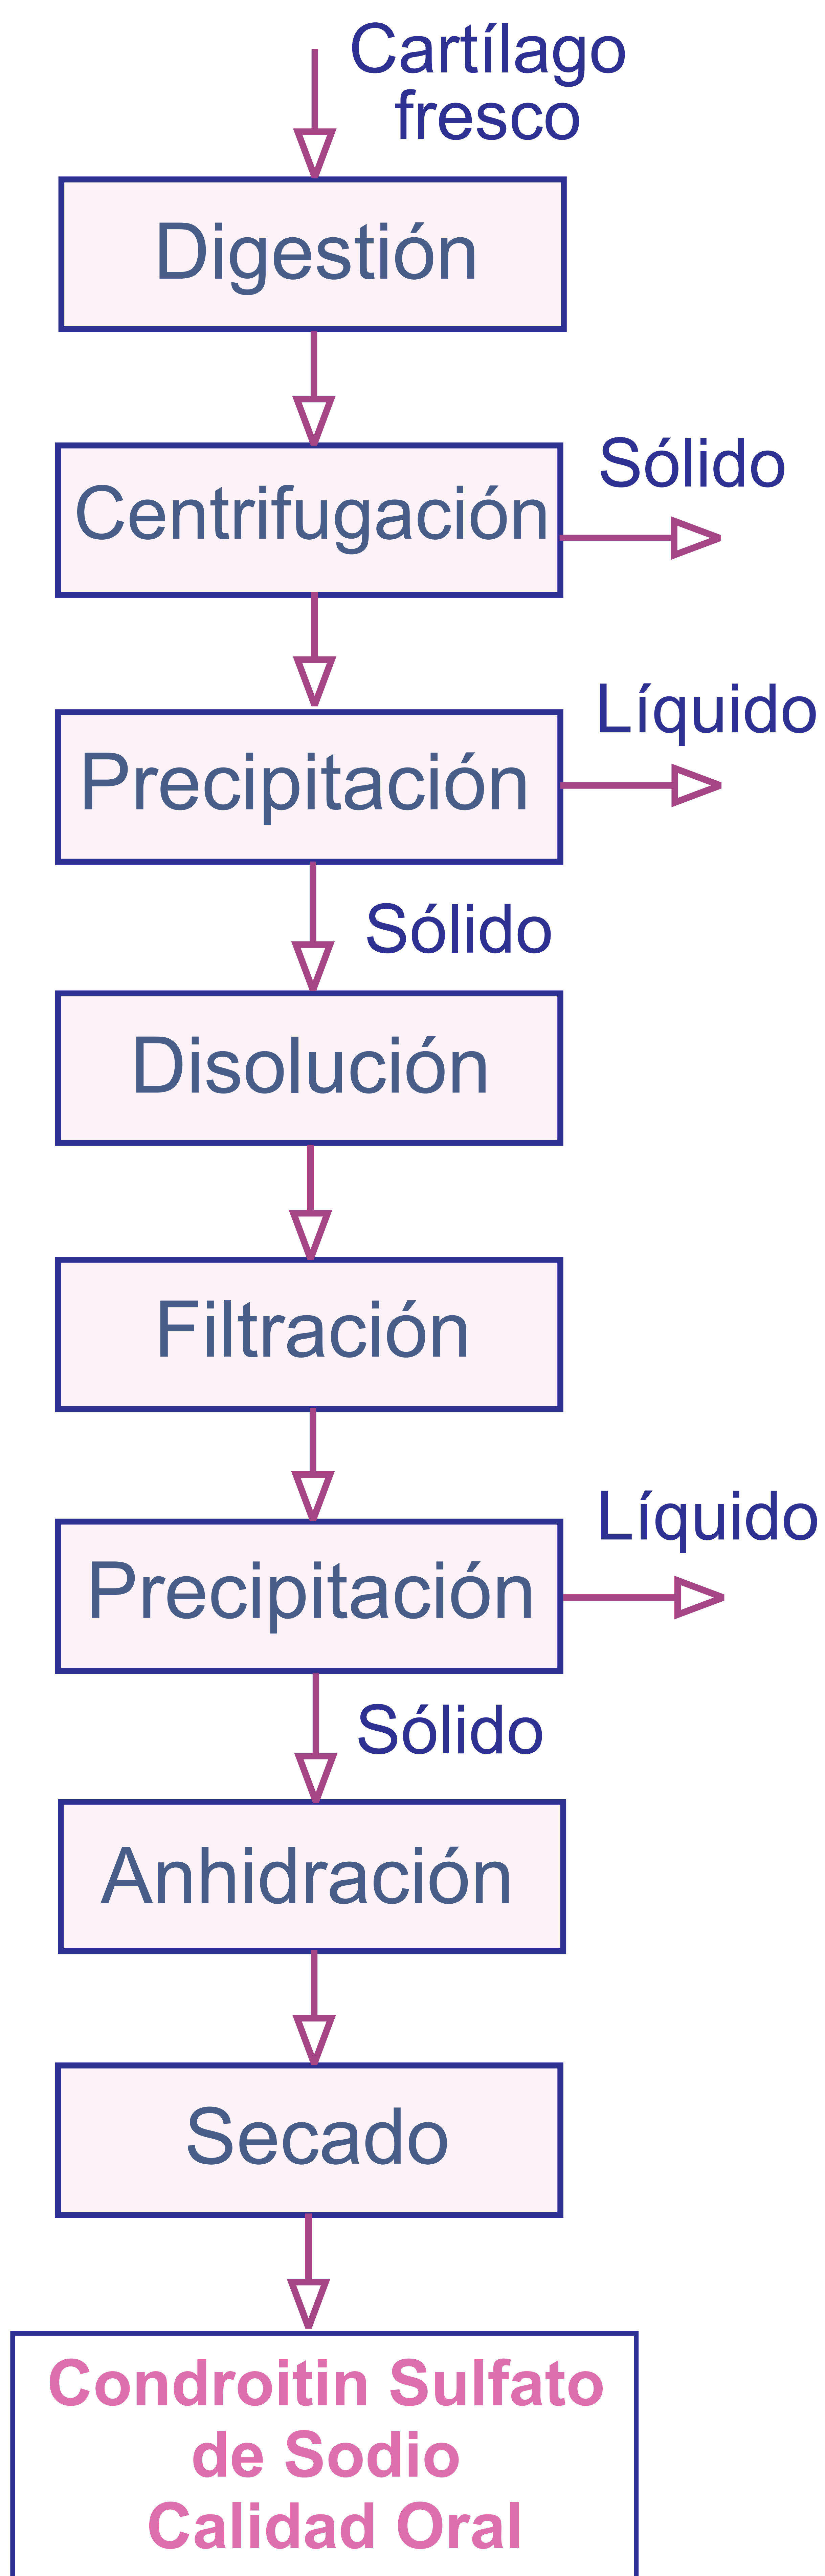 Cartílago
fresco
Digestión
Sólido
Centrifugación
Líquido
Precipitación
Sólido
Disolución
Filtración
Líquido
Precipitación
Sólido
Anhidración
Secado
Condroitin Sulfato
de Sodio
Calidad Oral